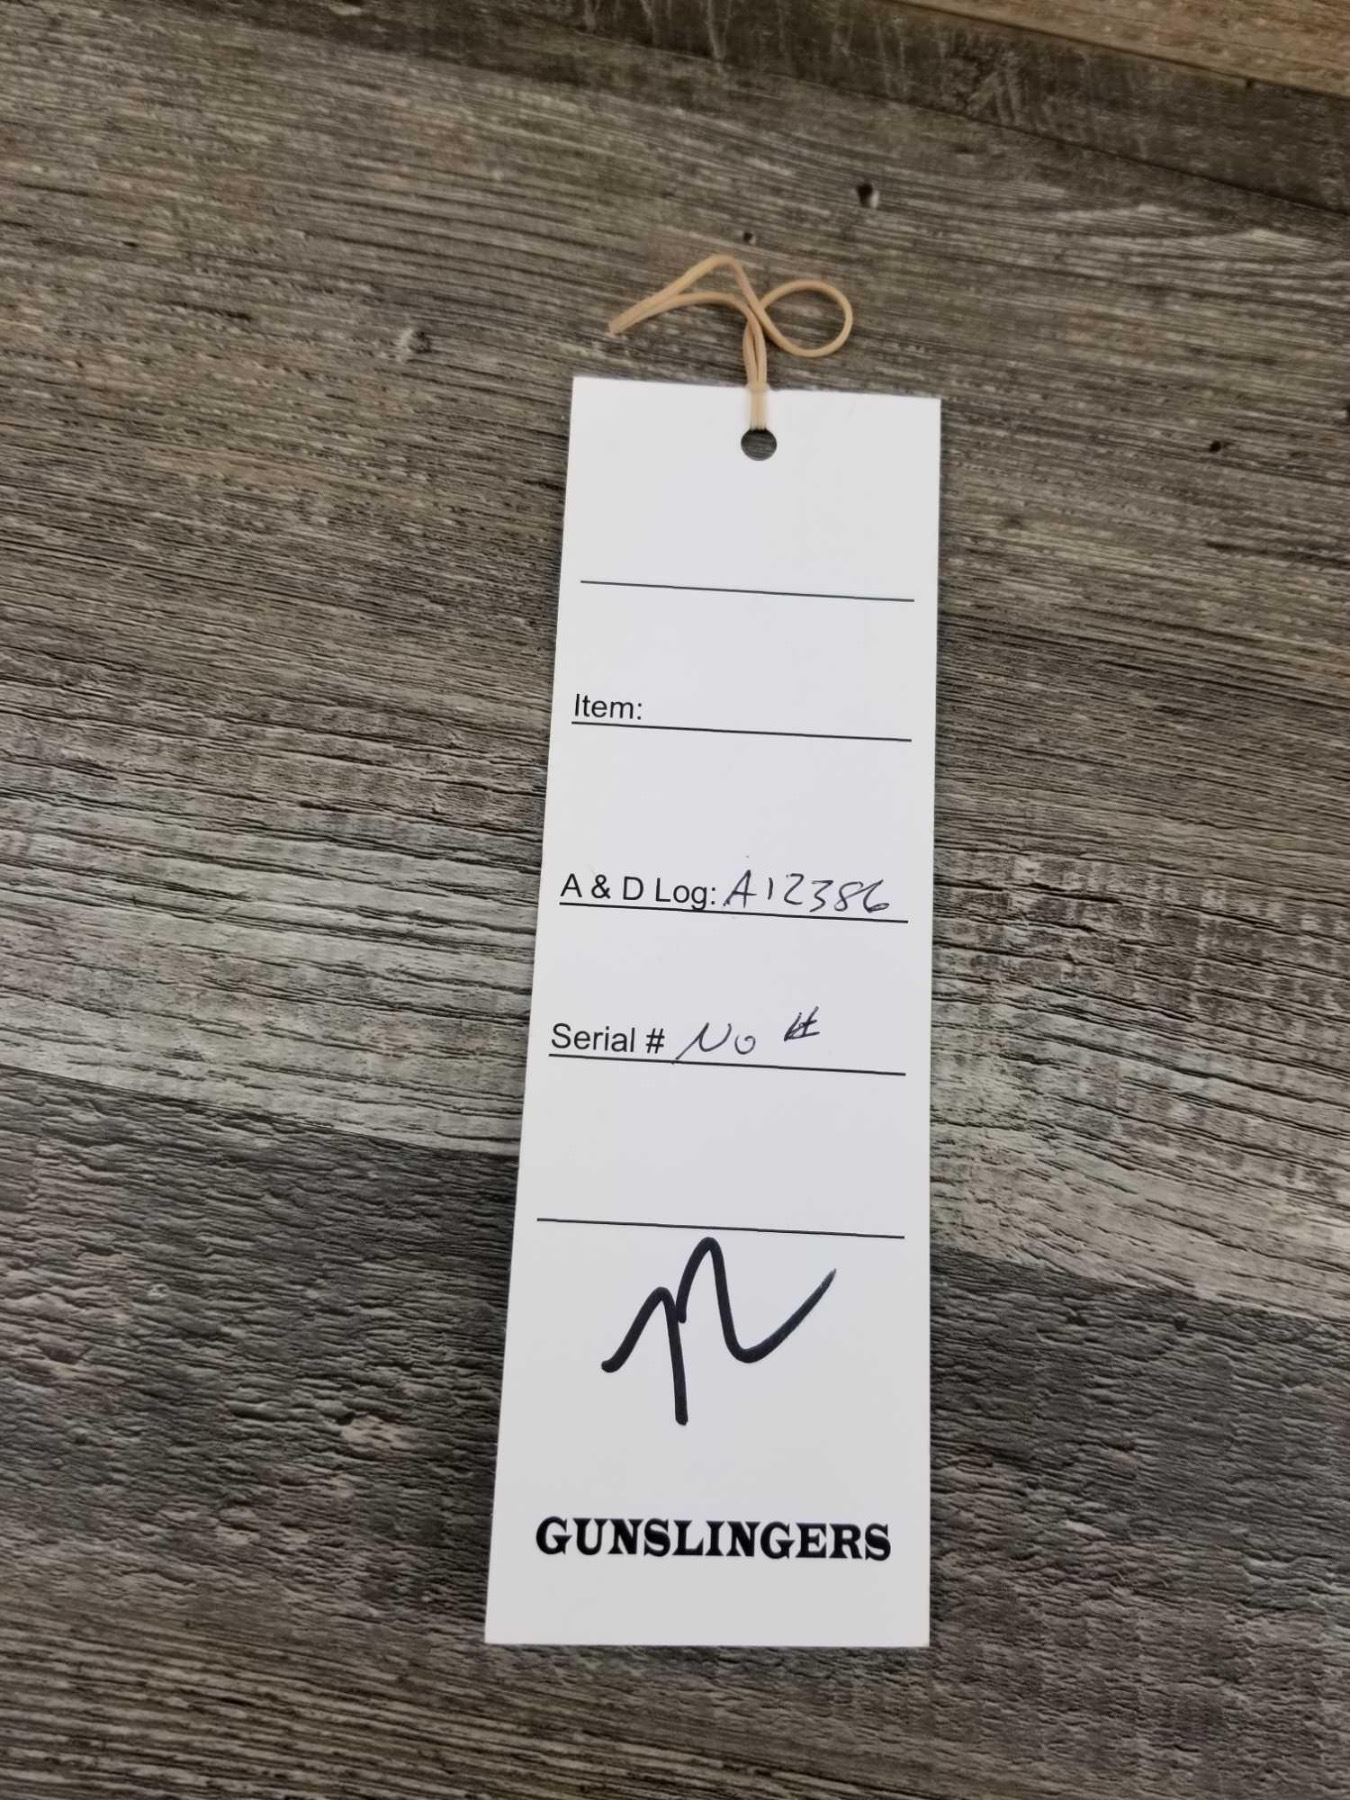 Item:
A & D Log: A12386
Serial # No #
GUNSLINGERS